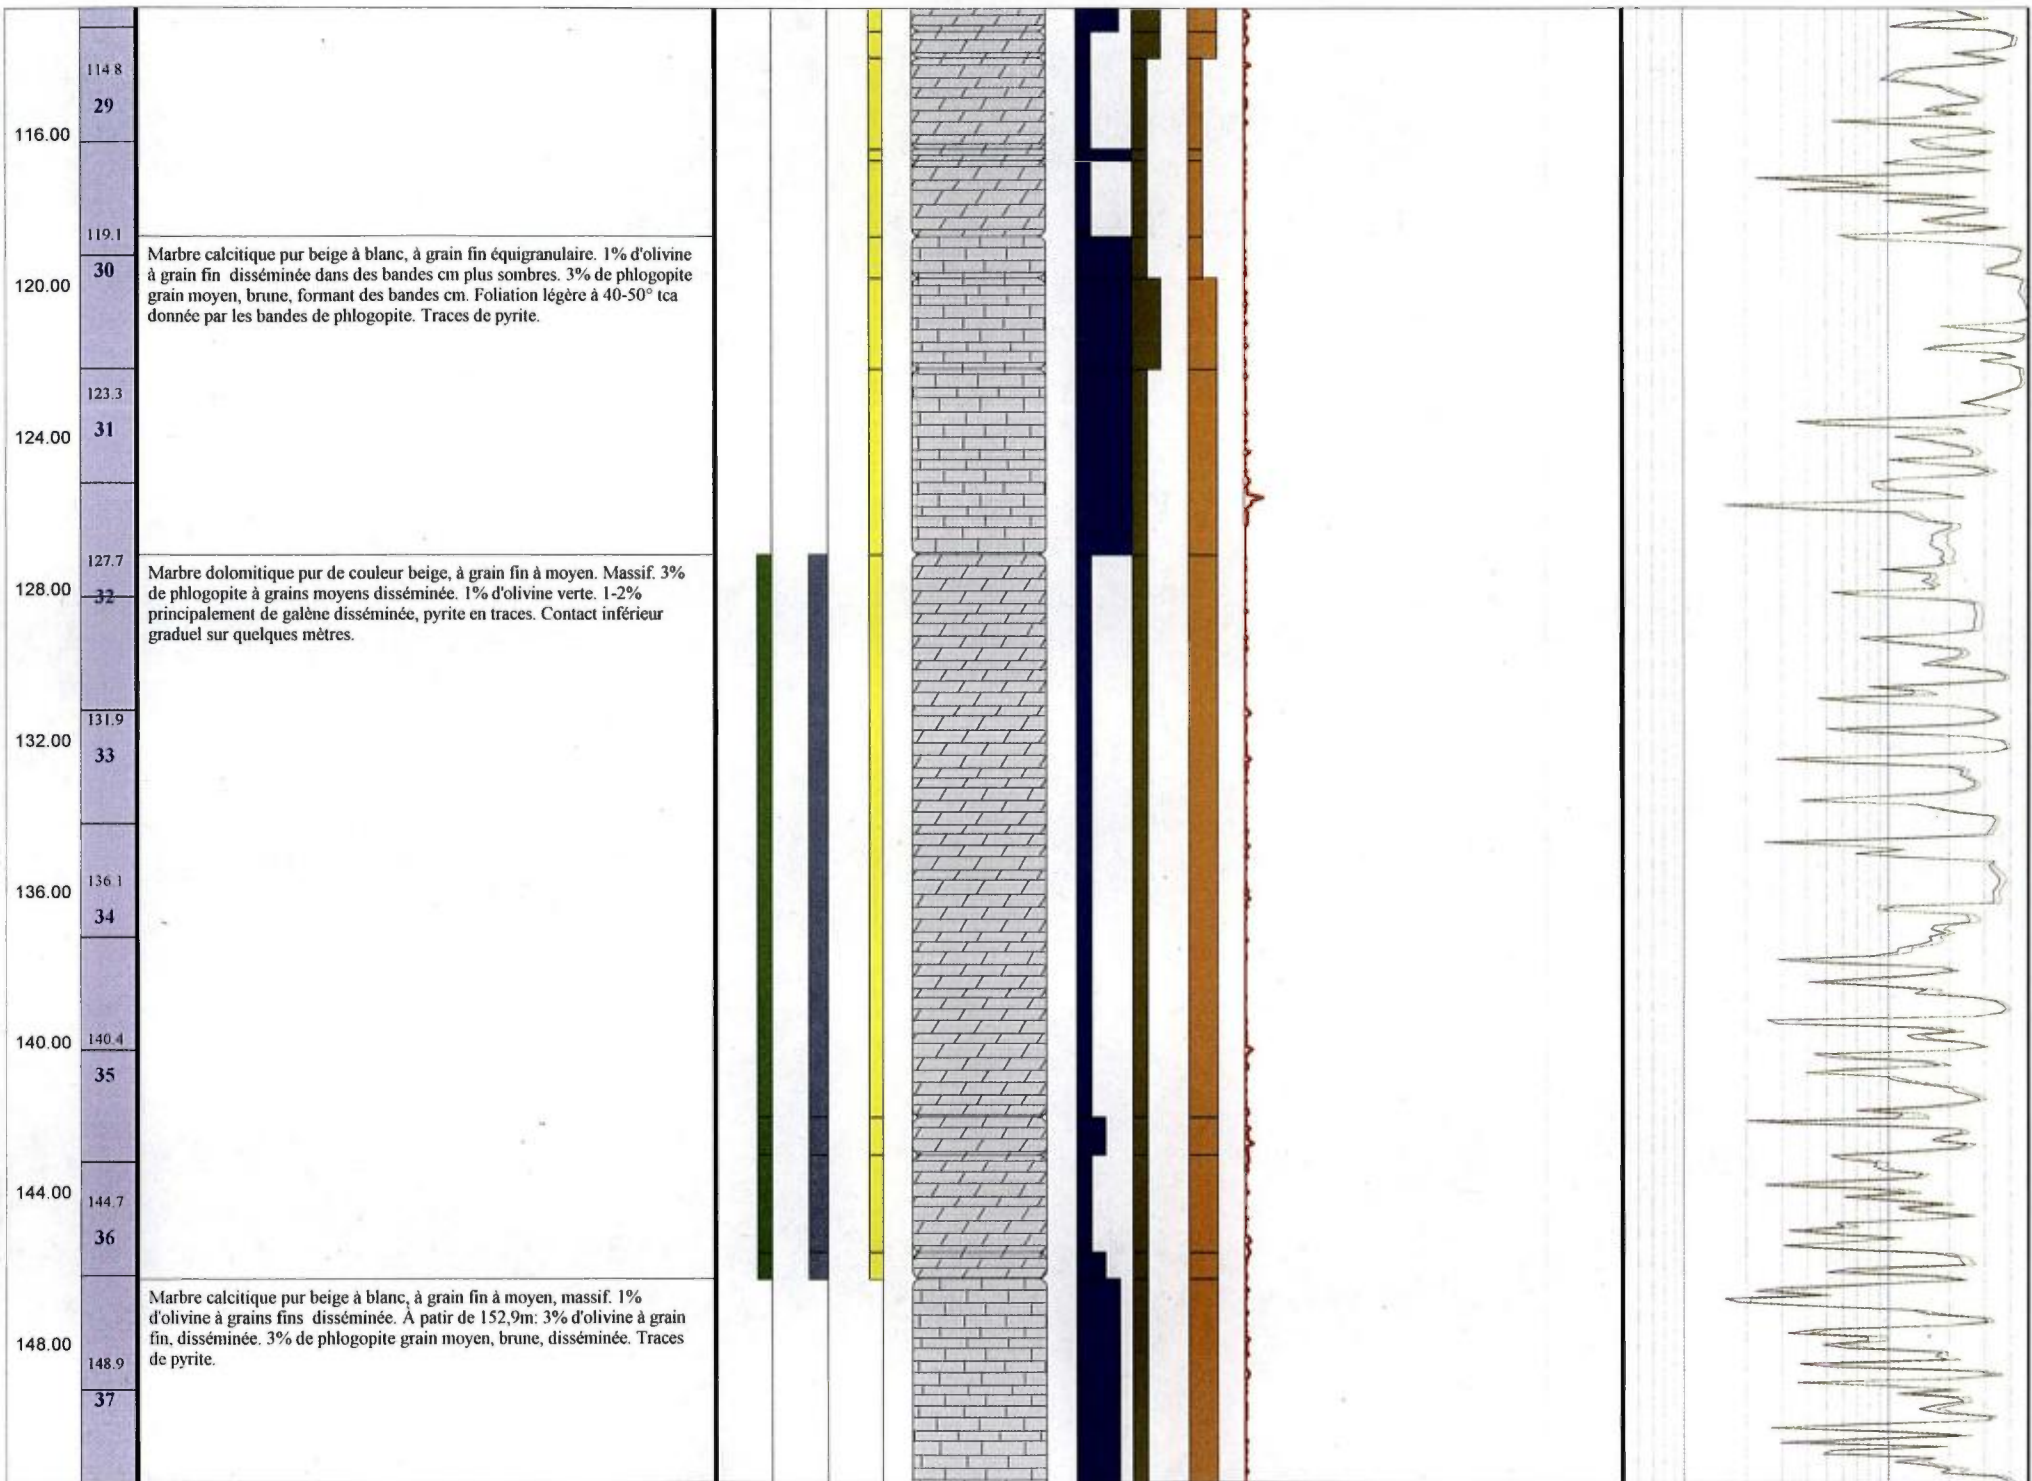 114 8
29
116.00
119.1
Marbre calcitique pur beige à blanc, à grain fin équigranulaire. 1% d'olivine
à grain fin disséminée dans des bandes cm plus sombres. 3% de phlogopite
grain moyen, brune, formant des bandes cm. Foliation légère à 40-50° tca
donnée par les bandes de phlogopite. Traces de pyrite.
30
120.00
123.3
31
124.00
127.7
Marbre dolomitique pur de couleur beige, à grain fin à moyen. Massif. 3%
de phlogopite à grains moyens disséminée. 1% d'olivine verte. 1-2%
principalement de galène disséminée, pyrite en traces. Contact inférieur
graduel sur quelques mètres.
128.00
32
131.9
132.00
33
136.1
136.00
34
140.00
140.4
35
144.00
144.7
36
Marbre calcitique pur beige à blanc, à grain fin à moyen, massif. 1%
d'olivine à grains fins disséminée. À patir de 152,9m: 3% d'olivine à grain
fin, disséminée. 3% de phlogopite grain moyen, brune, disséminée. Traces
de pyrite.
148.00
148.9
37